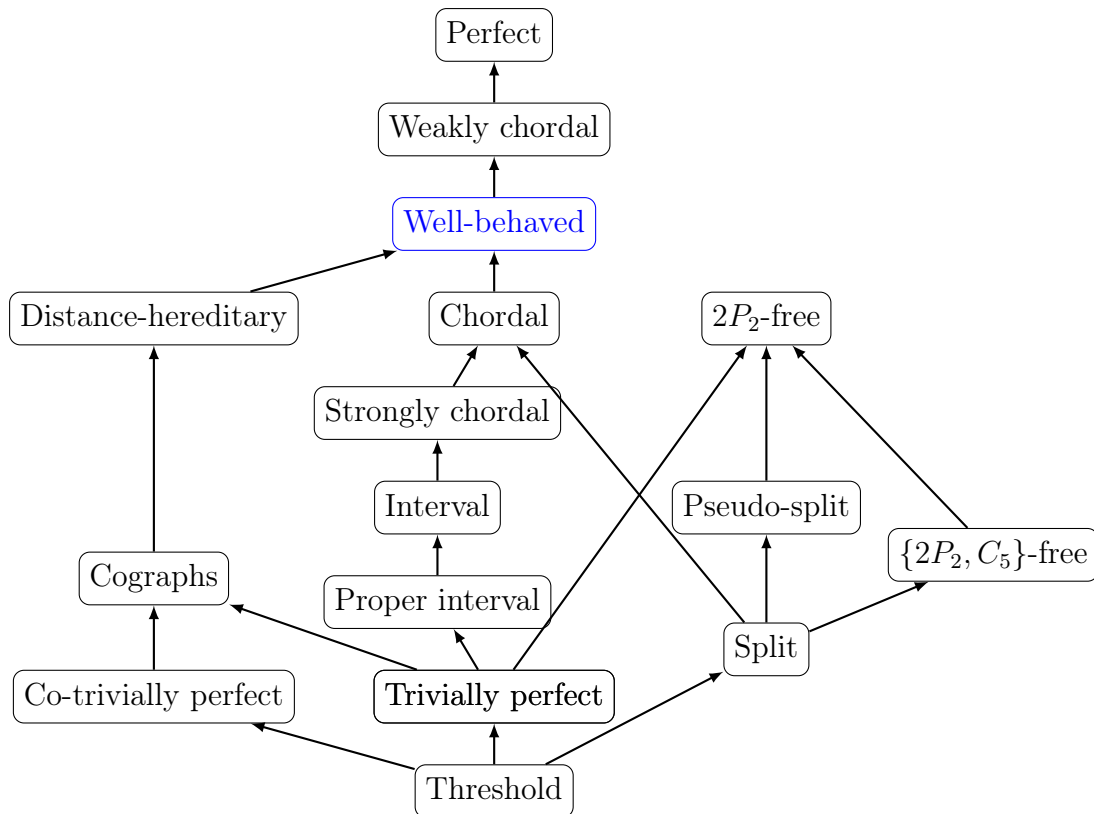 Perfect
Weakly chordal
Well-behaved
Distance-hereditary
Chordal
2P₂-free
Strongly chordal
Interval
Pseudo-split
{2P₂, C₅}-free
Cographs
Proper interval
Split
Co-trivially perfect
Trivially perfect
Threshold